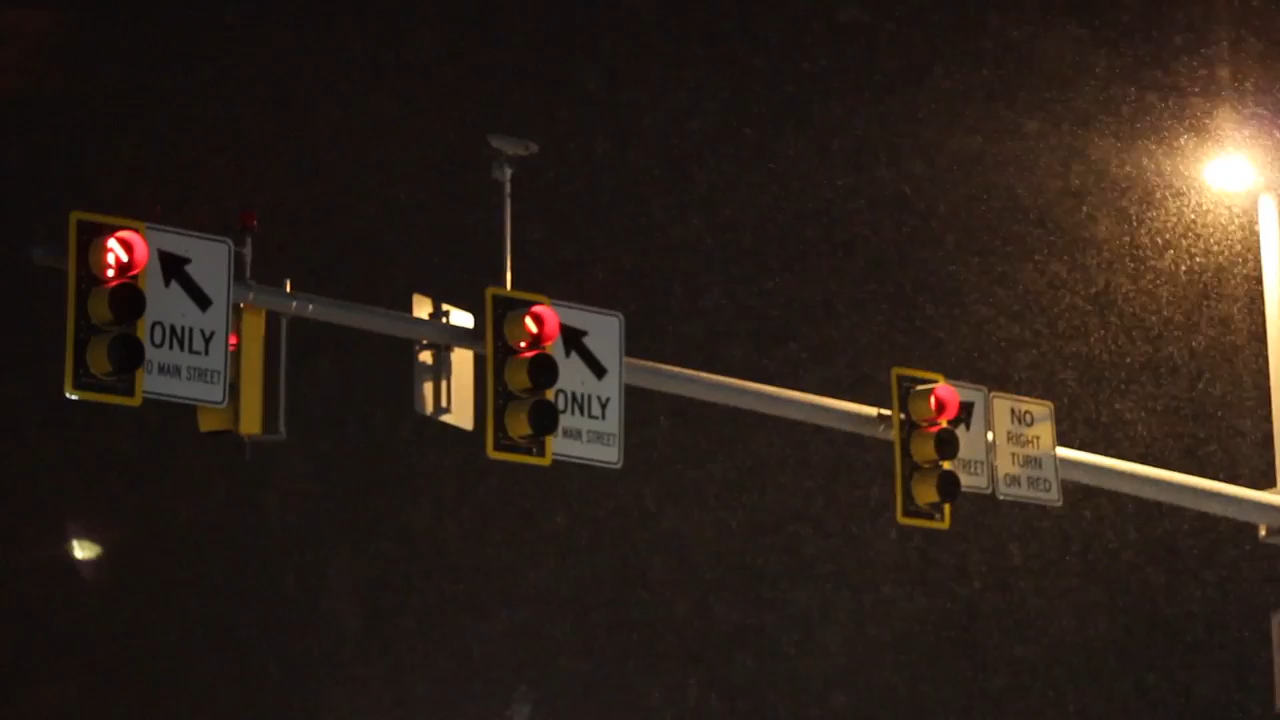 ONLY
TO MAIN STREET
ONLY
MAIN STREET
STREET
NO
RIGHT
TURN
ON RED